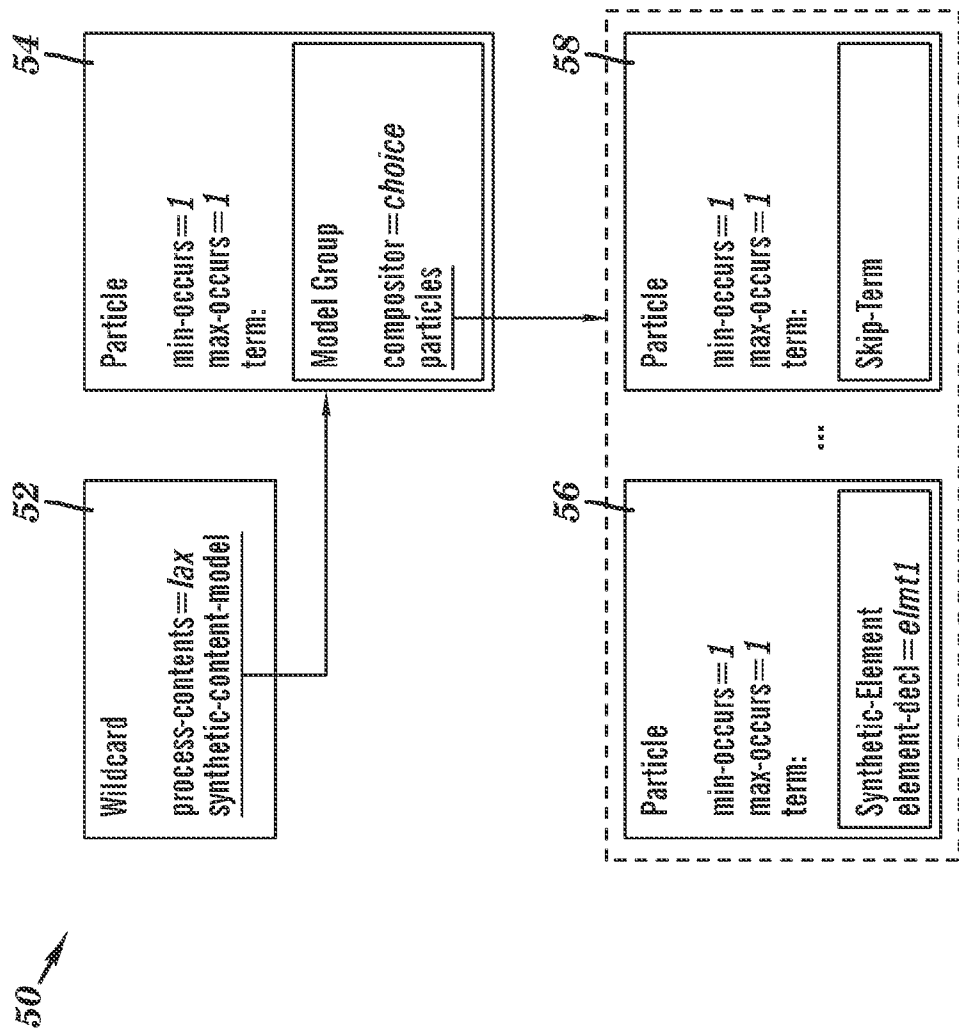 50
52
Wildcard
process-contents=lax
synthetic-content-model
54
Particle
min-occurs=1
max-occurs=1
term:
Model Group
compositor=choice
particles
56
Particle
min-occurs=1
max-occurs=1
term:
Synthetic-Element
element-decl=elmt1
...
58
Particle
min-occurs=1
max-occurs=1
term:
Skip-Term